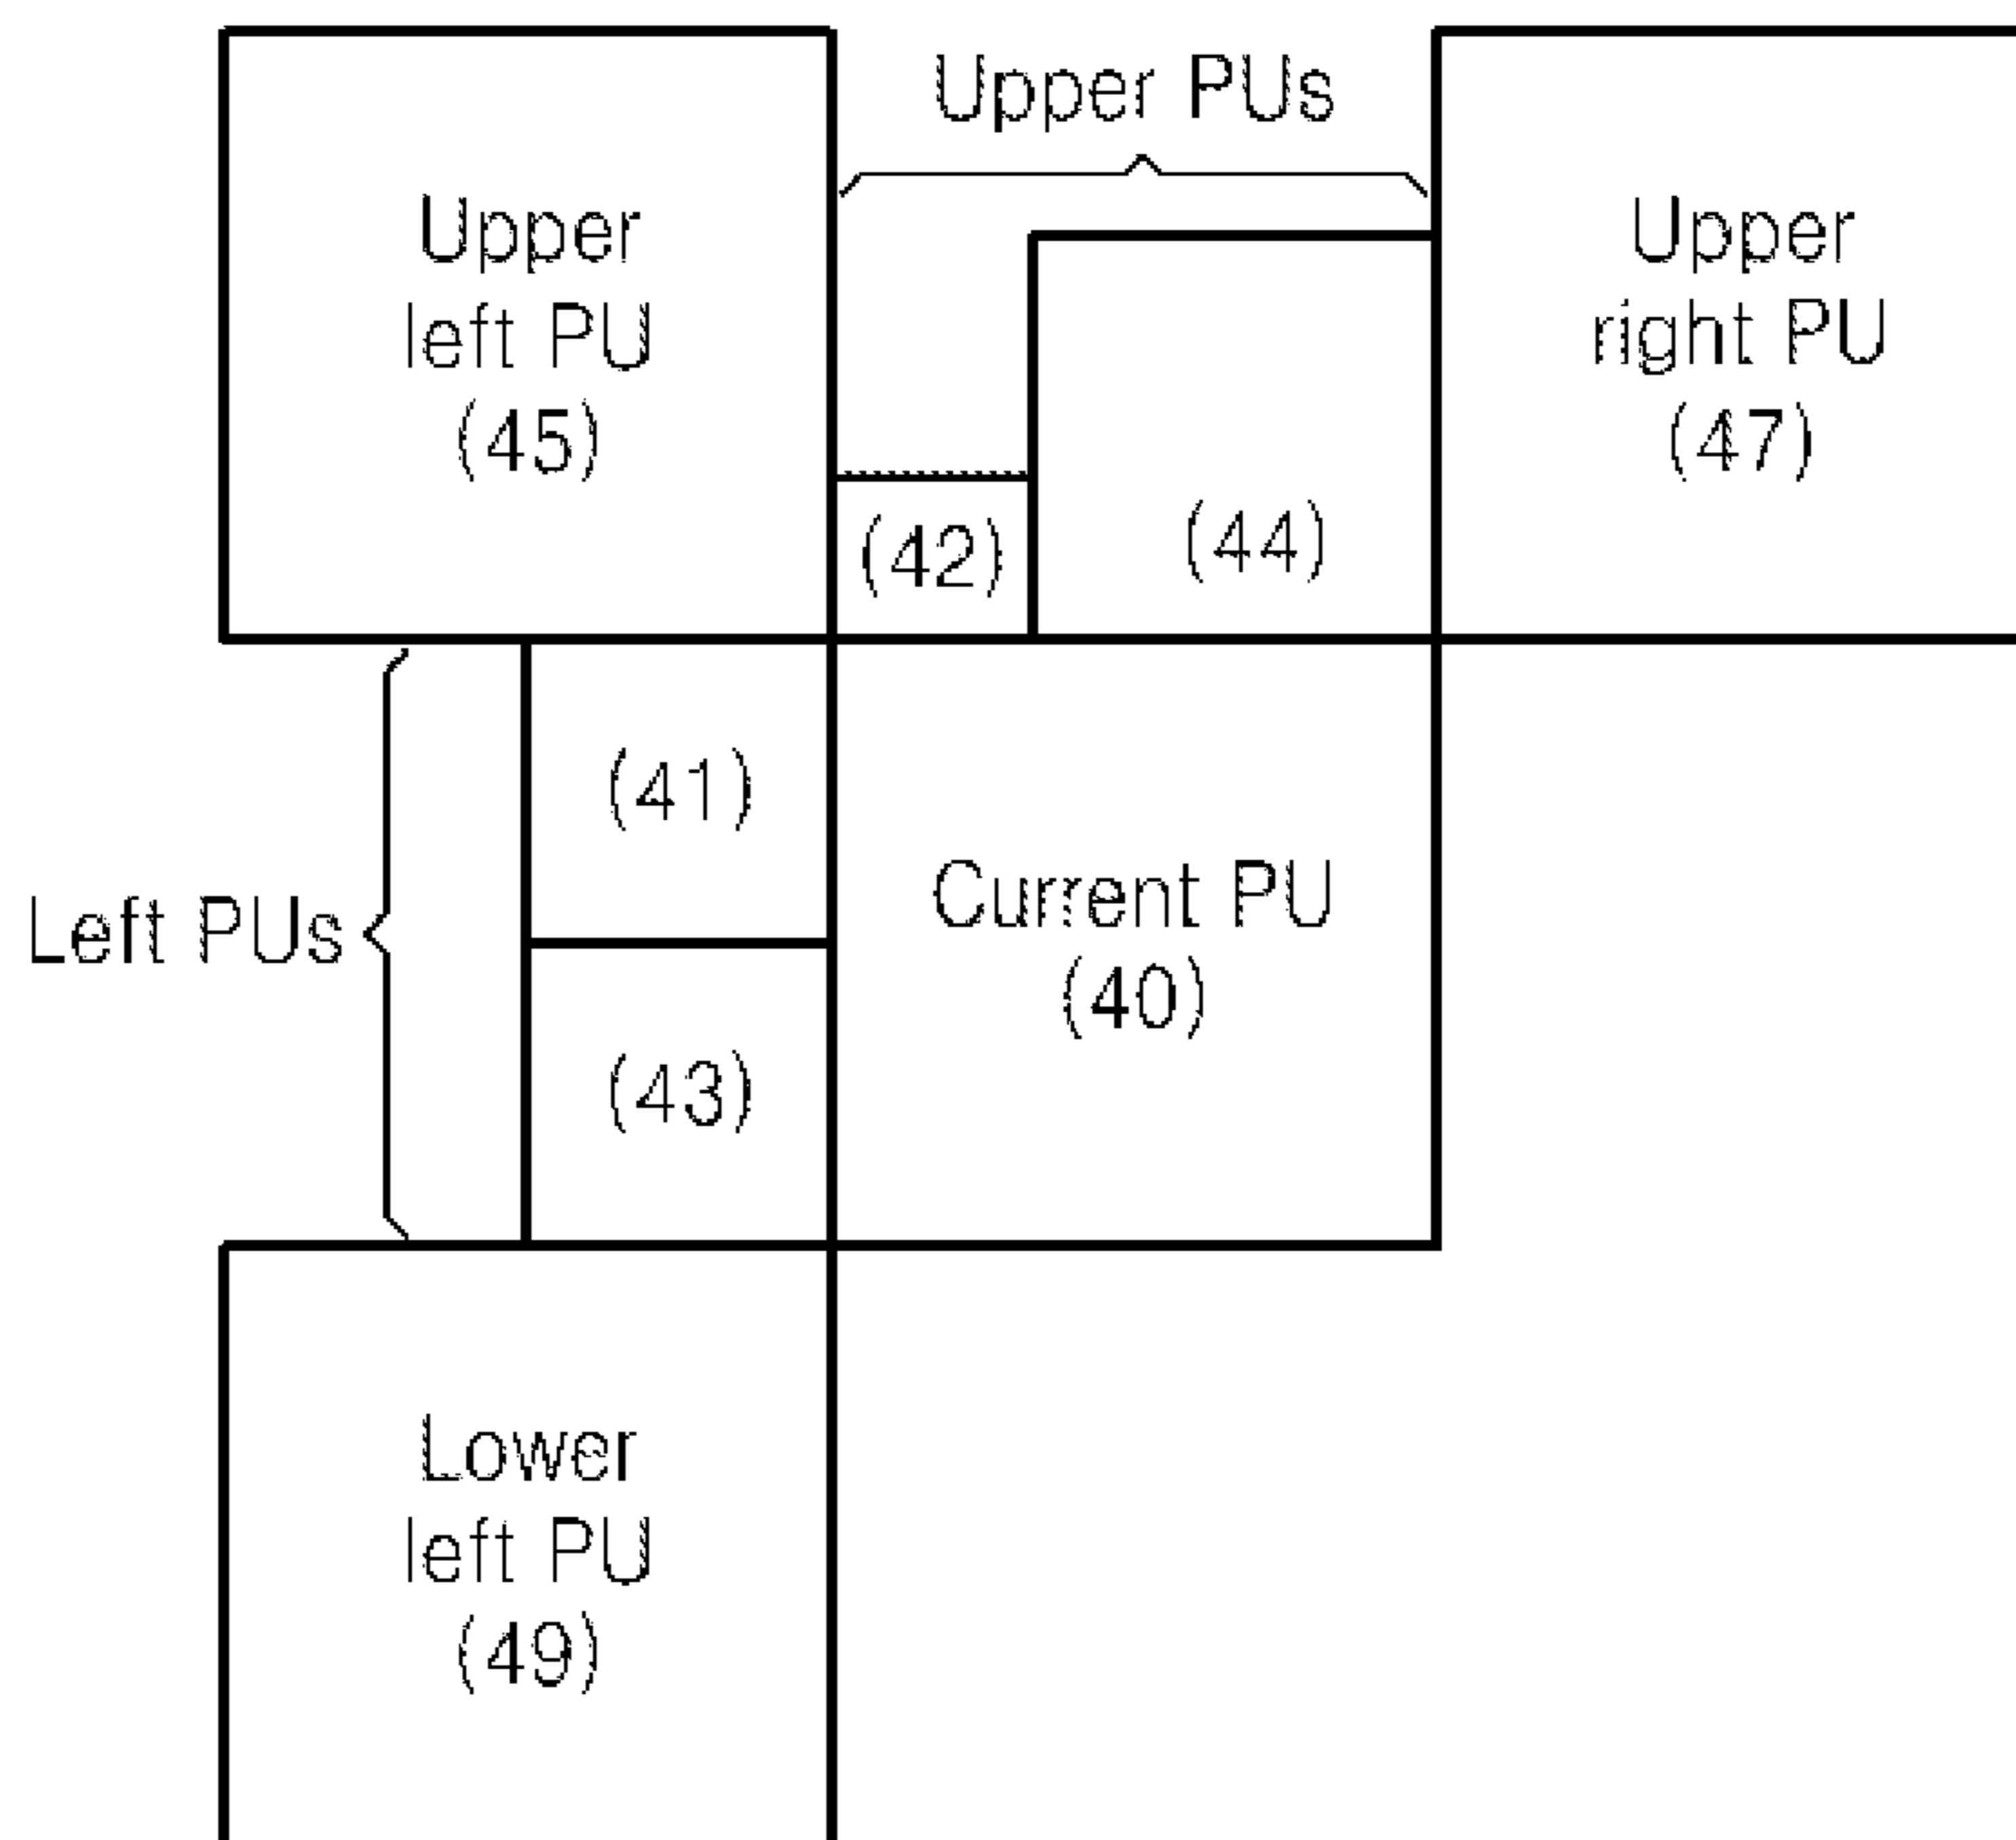 Upper PUs
Upper
left PU
(45)
Upper
right PU
(47)
(42)
(44)
Left PUs
(41)
(43)
Current PU
(40)
Lower
left PU
(49)